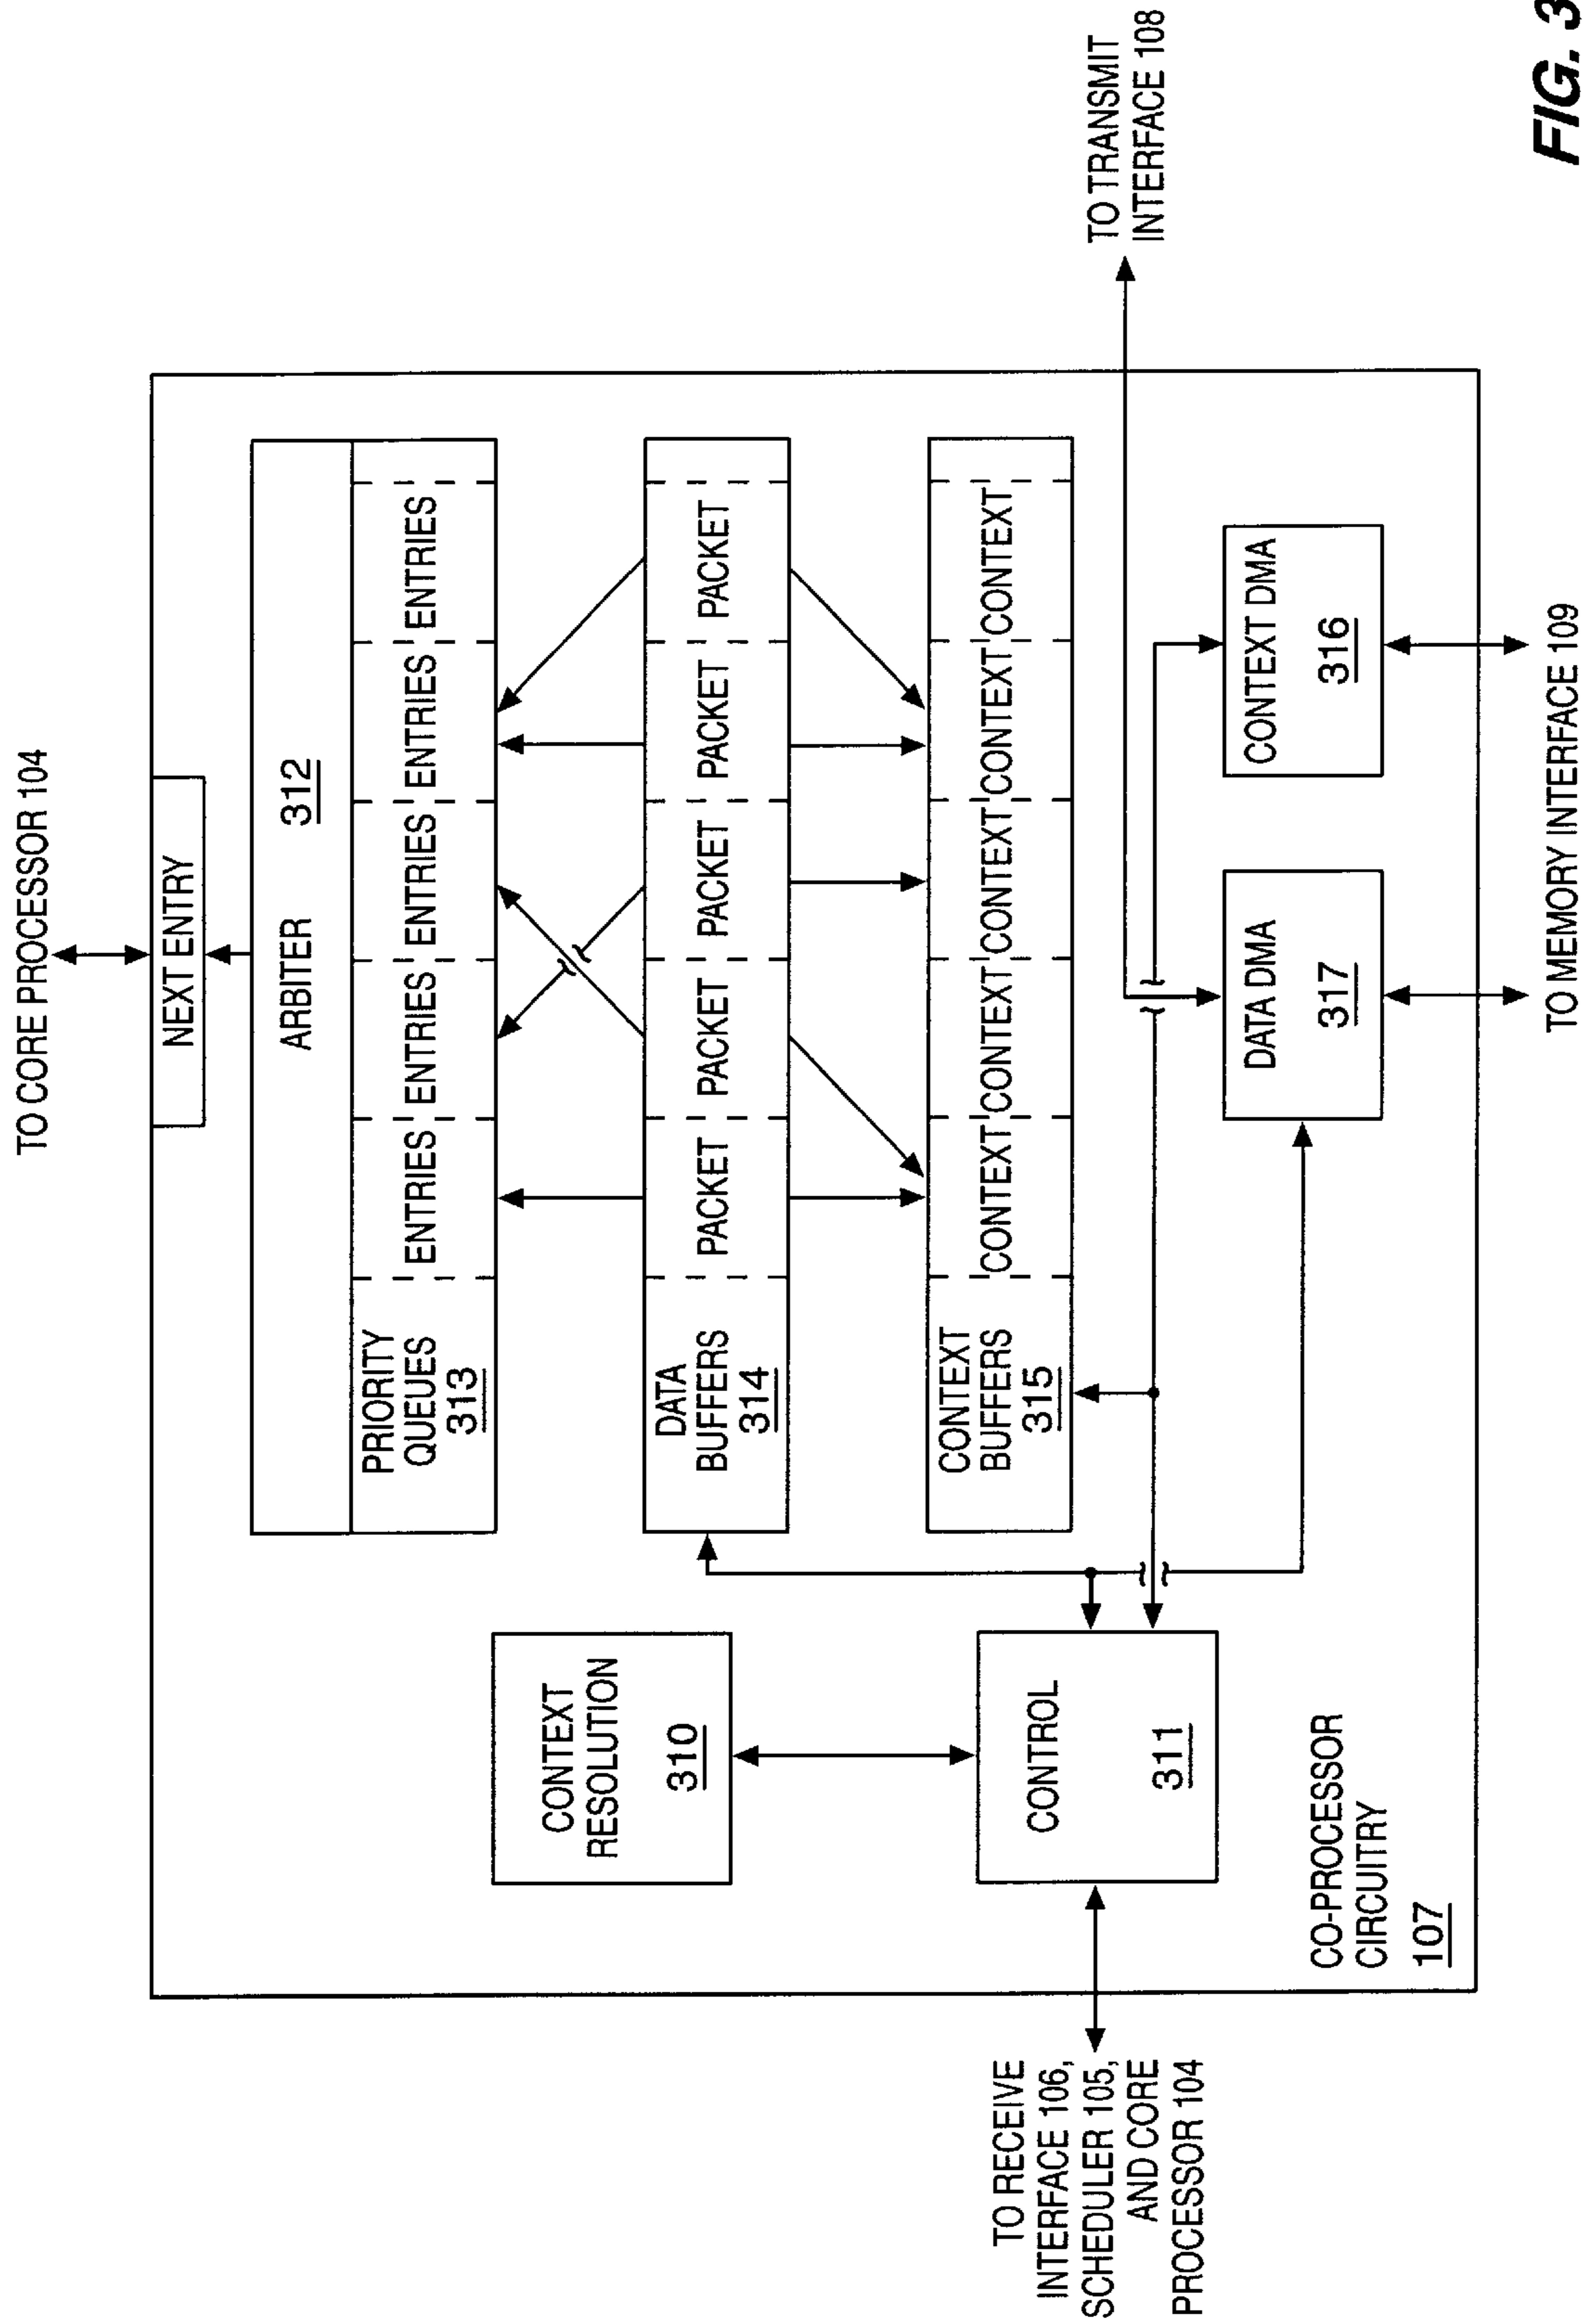 TO CORE PROCESSOR 104
NEXT ENTRY
ARBITER 312
PRIORITY
QUEUES
313
ENTRIES ENTRIES ENTRIES ENTRIES ENTRIES
DATA
BUFFERS
314
PACKET PACKET PACKET PACKET PACKET
CONTEXT
BUFFERS
315
CONTEXT CONTEXT CONTEXT CONTEXT CONTEXT
CONTEXT
RESOLUTION
310
CONTROL
311
TO RECEIVE
INTERFACE 106,
SCHEDULER 105,
AND CORE
PROCESSOR 104
TO TRANSMIT
INTERFACE 108
DATA DMA
317
CONTEXT DMA
316
CO-PROCESSOR
CIRCUITRY
107
TO MEMORY INTERFACE 109
FIG. 3